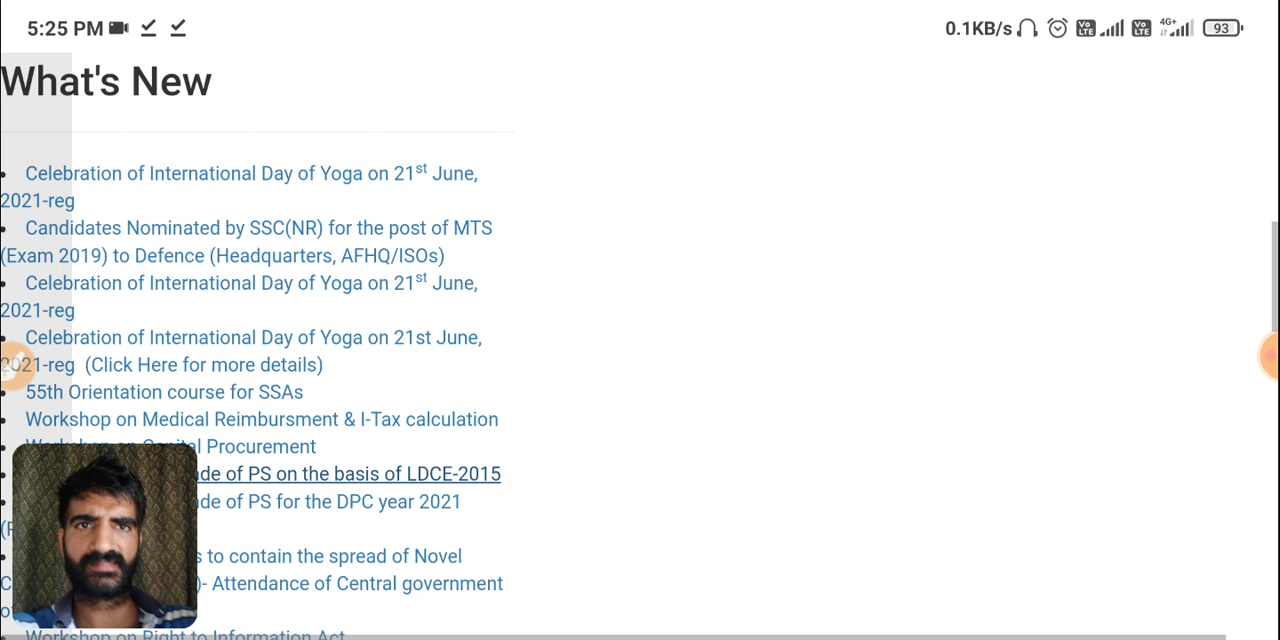 5:25 PM
0.1KB/s Vo LTE Vo LTE 4G+ 93
What's New
Celebration of International Day of Yoga on 21st June,
2021-reg
Candidates Nominated by SSC(NR) for the post of MTS
(Exam 2019) to Defence (Headquarters, AFHQ/ISOs)
Celebration of International Day of Yoga on 21st June,
2021-reg
Celebration of International Day of Yoga on 21st June,
2021-reg (Click Here for more details)
55th Orientation course for SSAs
Workshop on Medical Reimbursment & I-Tax calculation
Workshop on Capital Procurement
of PS on the basis of LDCE-2015
of PS for the DPC year 2021
to contain the spread of Novel
)- Attendance of Central government
Workshop on Right to Information Act